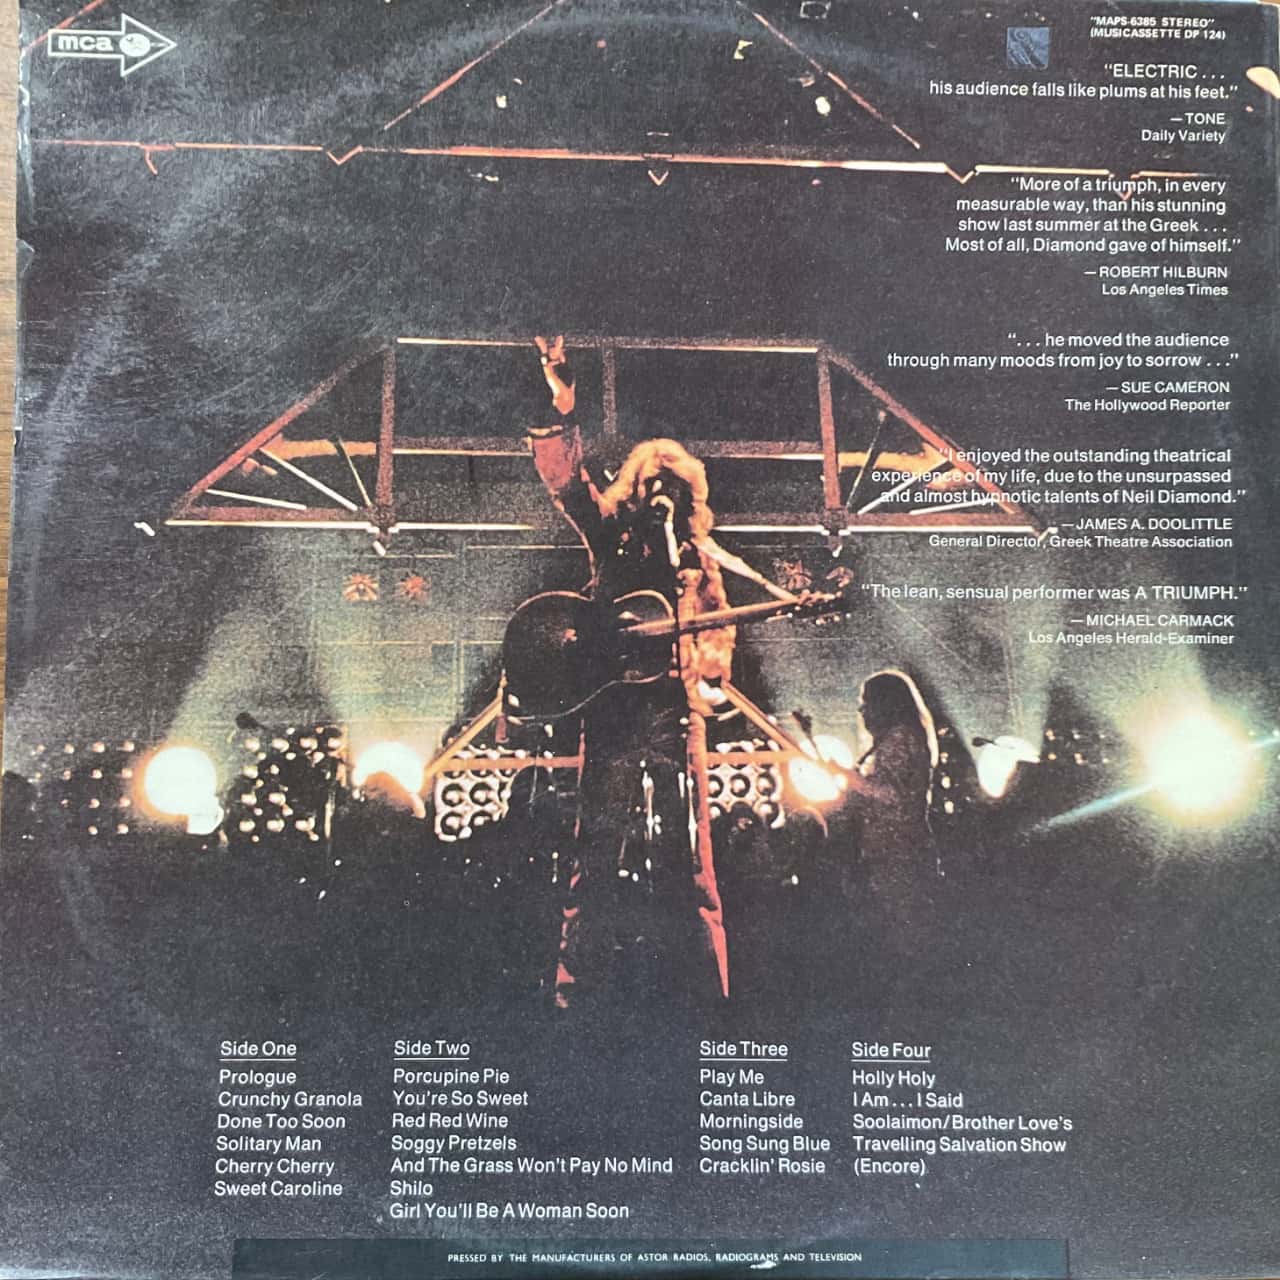 mca
"MAPS-6385 STEREO"
(MUSICASSETTE DP 124)
"ELECTRIC . . .
his audience falls like plums at his feet."
— TONE
Daily Variety
"More of a triumph, in every
measurable way, than his stunning
show last summer at the Greek . . .
Most of all, Diamond gave of himself."
— ROBERT HILBURN
Los Angeles Times
". . . he moved the audience
through many moods from joy to sorrow . . ."
— SUE CAMERON
The Hollywood Reporter
"I enjoyed the outstanding theatrical
experience of my life, due to the unsurpassed
and almost hypnotic talents of Neil Diamond."
— JAMES A. DOOLITTLE
General Director, Greek Theatre Association
"The lean, sensual performer was A TRIUMPH."
— MICHAEL CARMACK
Los Angeles Herald-Examiner
Side One
Prologue
Crunchy Granola
Done Too Soon
Solitary Man
Cherry Cherry
Sweet Caroline
Side Two
Porcupine Pie
You're So Sweet
Red Red Wine
Soggy Pretzels
And The Grass Won't Pay No Mind
Shilo
Girl You'll Be A Woman Soon
Side Three
Play Me
Canta Libre
Morningside
Song Sung Blue
Cracklin' Rosie
Side Four
Holly Holy
I Am . . . I Said
Soolaimon/Brother Love's
Travelling Salvation Show
(Encore)
PRESSED BY THE MANUFACTURERS OF ASTOR RADIOS, RADIOGRAMS AND TELEVISION